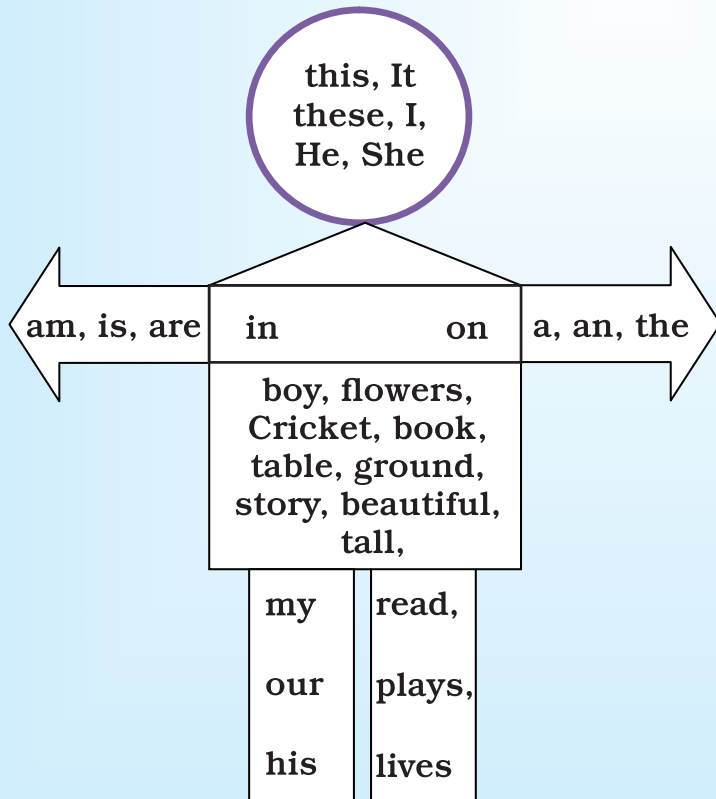 this, It
these, I,
He, She
am, is, are
in on
a, an, the
boy, flowers,
Cricket, book,
table, ground,
story, beautiful,
tall,
my
our
his
read,
plays,
lives